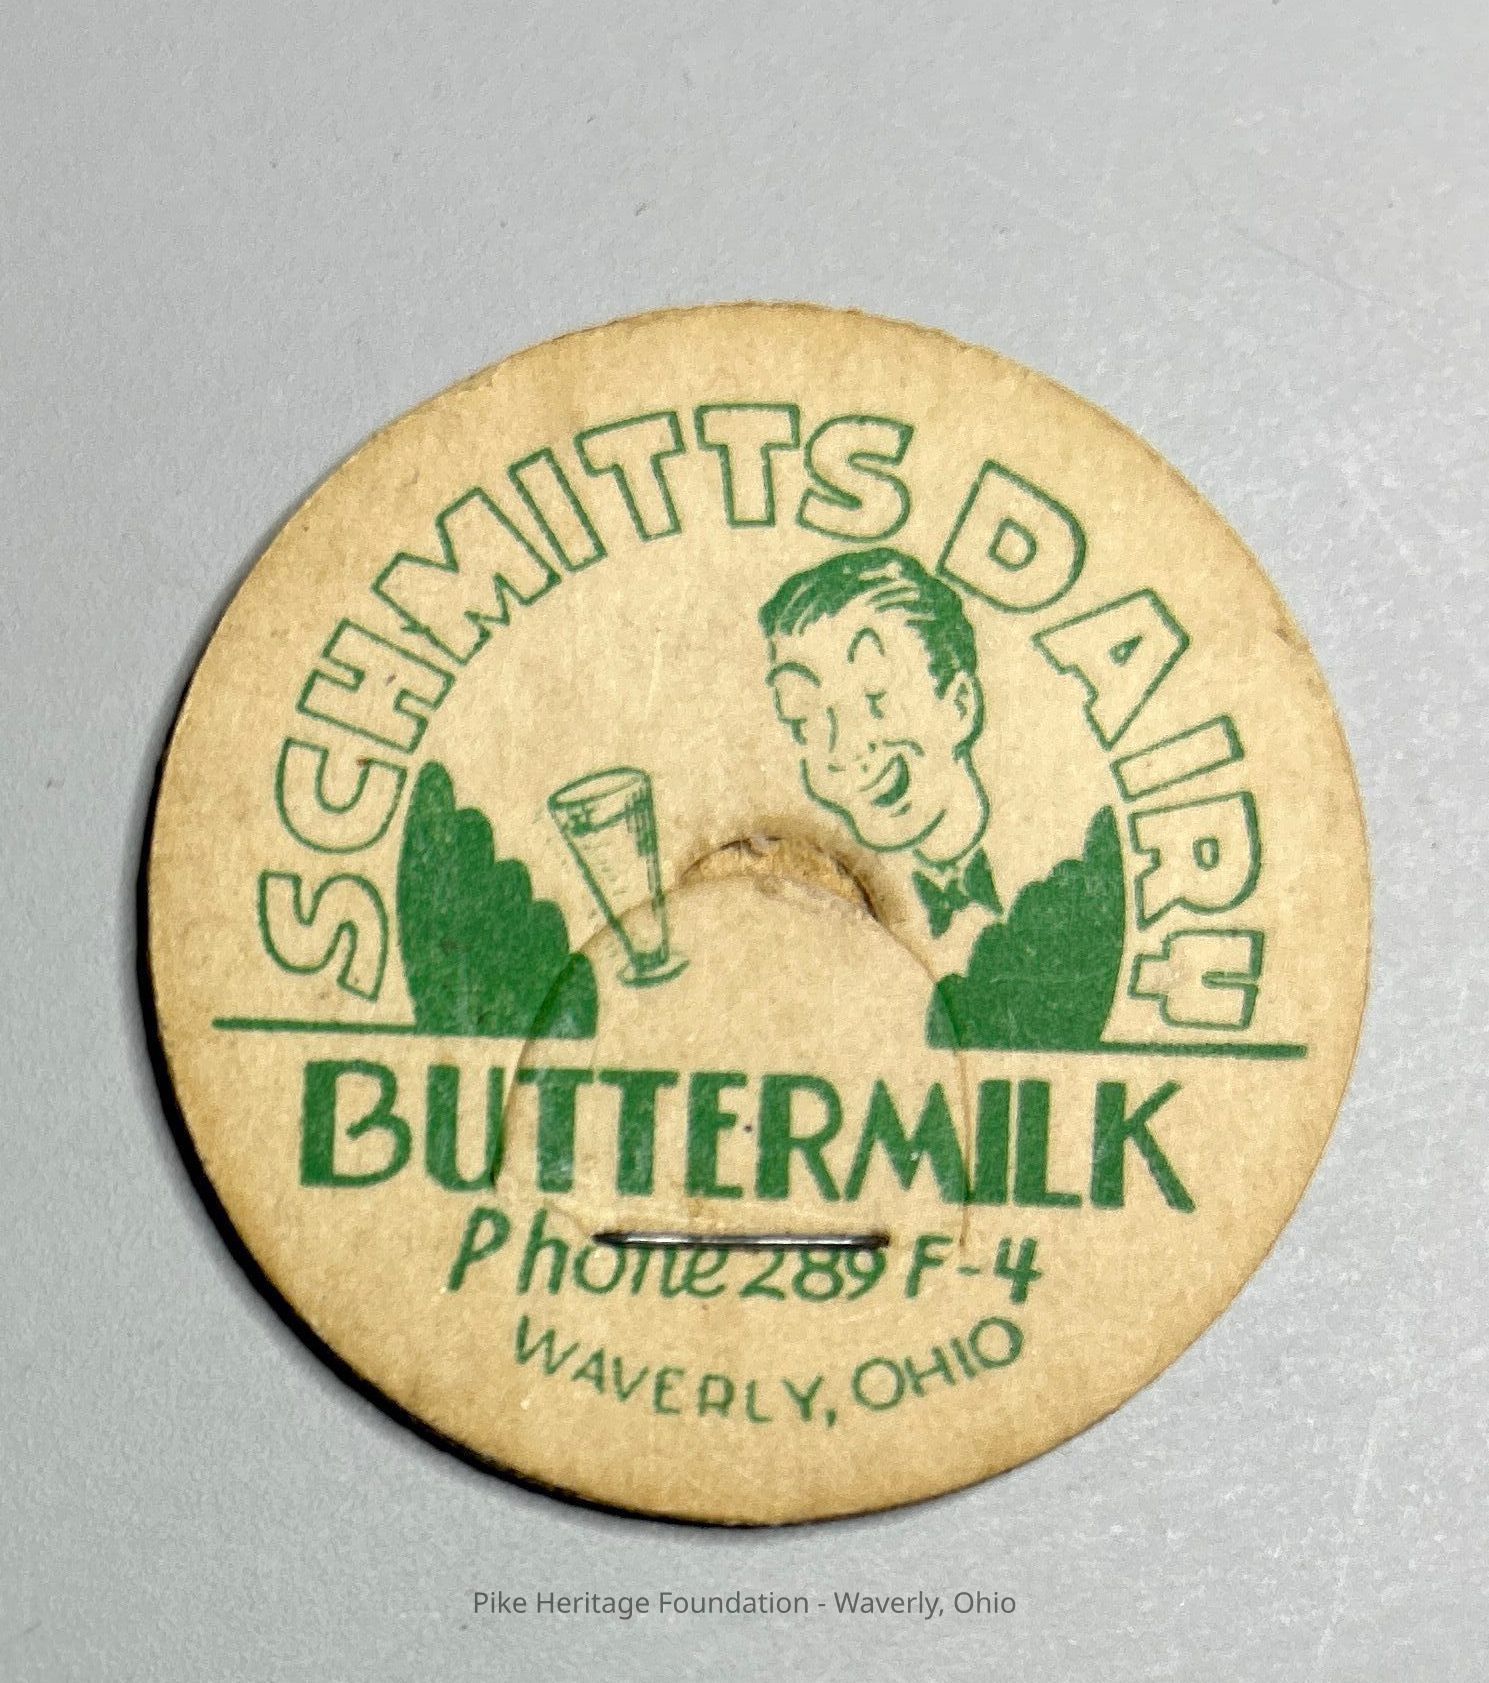 SCHMITTS DAIRY
BUTTERMILK
Phone 289 F-4
WAVERLY, OHIO
Pike Heritage Foundation - Waverly, Ohio